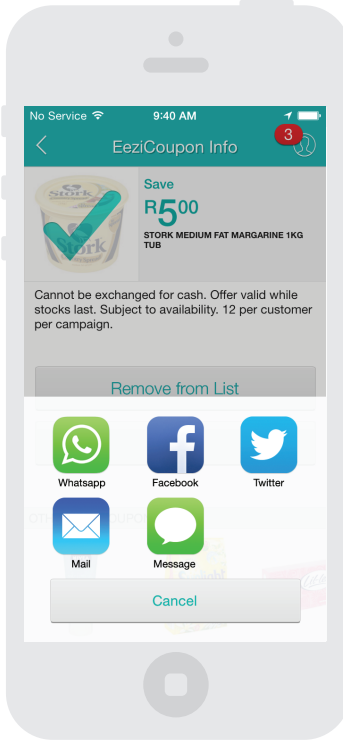 No Service 9:40 AM
EeziCoupon Info 3
Stork
Stork
Save
R500
STORK MEDIUM FAT MARGARINE 1KG
TUB
Cannot be exchanged for cash. Offer valid while
stocks last. Subject to availability. 12 per customer
per campaign.
Remove from List
Whatsapp Facebook Twitter
Mail Message
Cancel